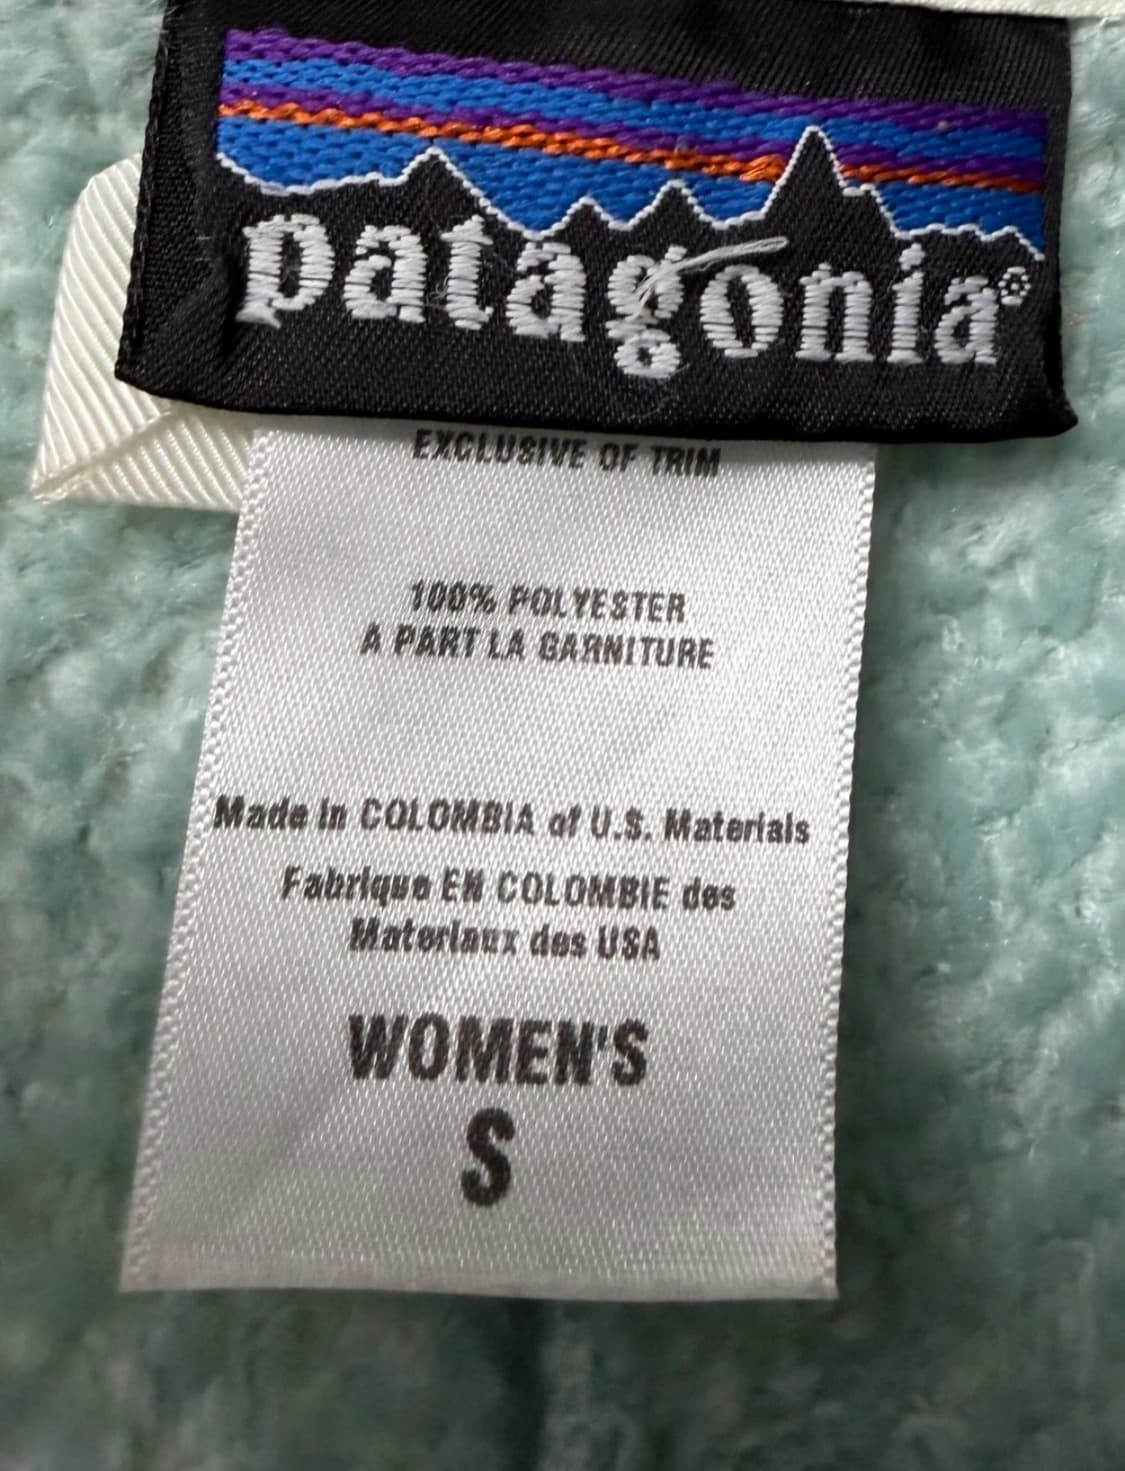 patagonia®
EXCLUSIVE OF TRIM
100% POLYESTER
A PART LA GARNITURE
Made in COLOMBIA of U.S. Materials
Fabrique EN COLOMBIE des
Materiaux des USA
WOMEN'S
S